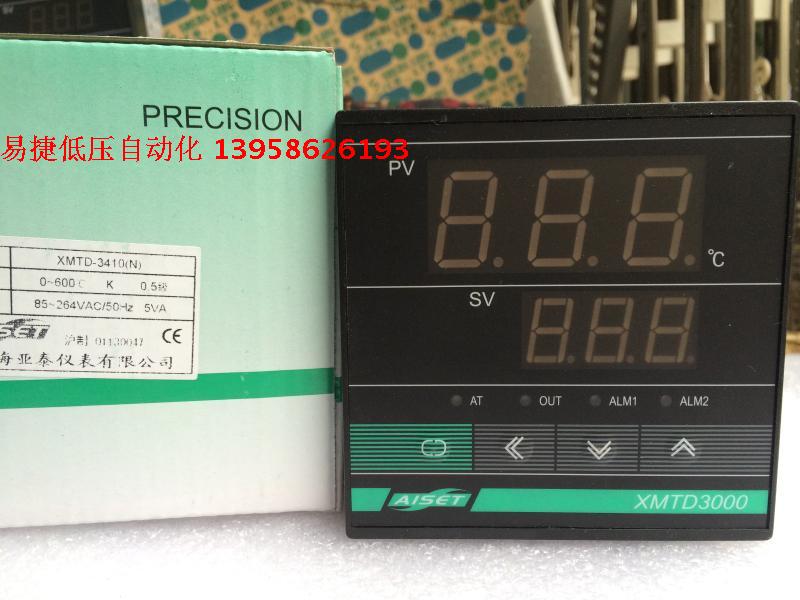 PRECISION
易捷低压自动化 13958626193
XMTD-3410(N)
0~600℃ K 0.5级
85~264VAC/50Hz 5VA
沪制 01130047 CE
海亚泰仪表有限公司
PV
℃
SV
AT OUT ALM1 ALM2
AISET
XMTD3000